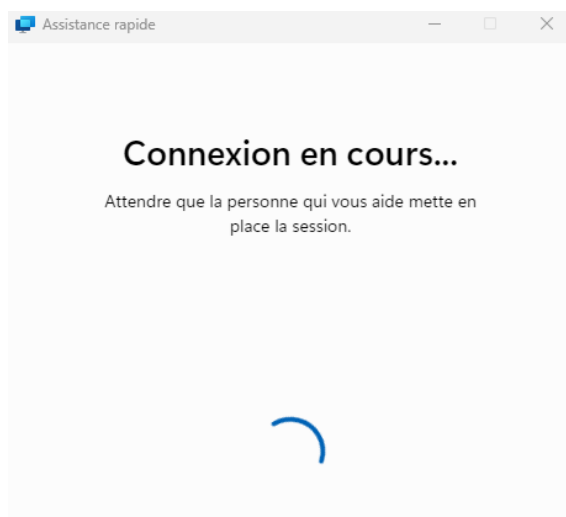 Assistance rapide
Connexion en cours...
Attendre que la personne qui vous aide mette en
place la session.